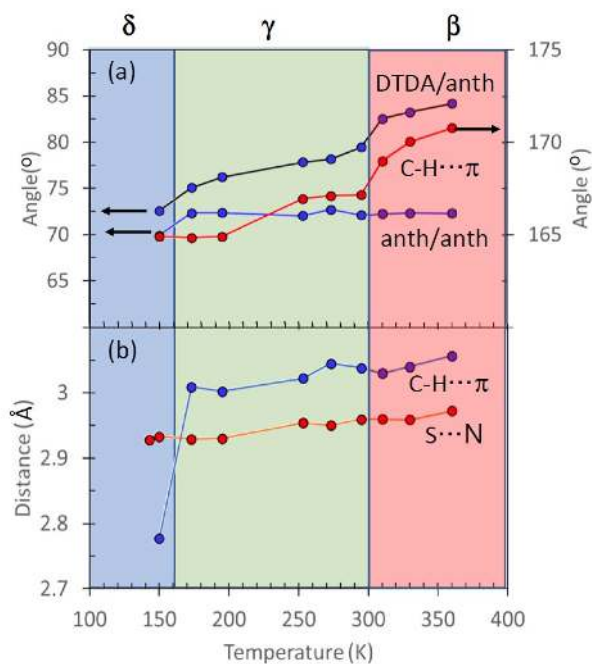 δ γ β
(a)
90
85
80
75
70
65
Angle(º)
175
170
165
Angle (º)
DTDA/anth
C-H···π
anth/anth
(b)
3
2.9
2.8
2.7
Distance (Å)
C-H···π
S···N
100 150 200 250 300 350 400
Temperature (K)